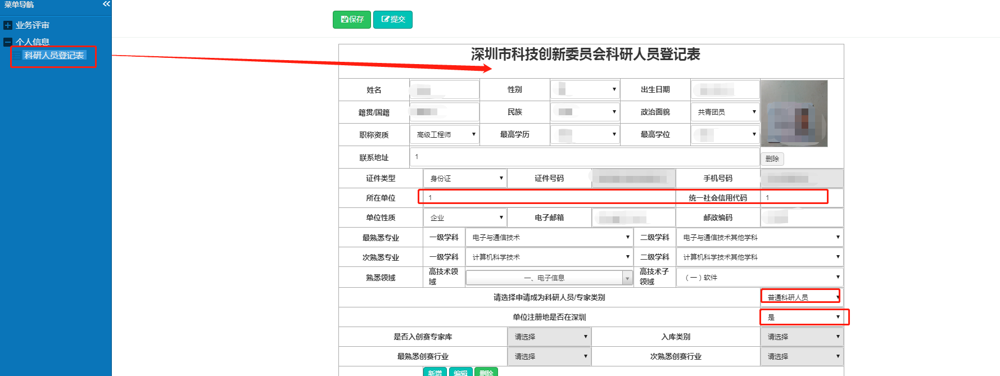 菜单导航
业务评审
个人信息
科研人员登记表
保存 提交
深圳市科技创新委员会科研人员登记表
姓名 性别 出生日期
籍贯/国籍 民族 政治面貌 共青团员
职称资质 高级工程师 最高学历 最高学位
联系地址 1 删除
证件类型 身份证 证件号码 手机号码
所在单位 1 统一社会信用代码 1
单位性质 企业 电子邮箱 邮政编码
最熟悉专业 一级学科 电子与通信技术 二级学科 电子与通信技术其他学科
次熟悉专业 一级学科 计算机科学技术 二级学科 计算机科学技术其他学科
熟悉领域 高技术领域 一、电子信息 高技术子领域 （一）软件
请选择申请成为科研人员/专家类别 普通科研人员
单位注册地是否在深圳 是
是否入创赛专家库 请选择 入库类别 请选择
最熟悉创赛行业 请选择 次熟悉创赛行业 请选择
新增 编辑 删除